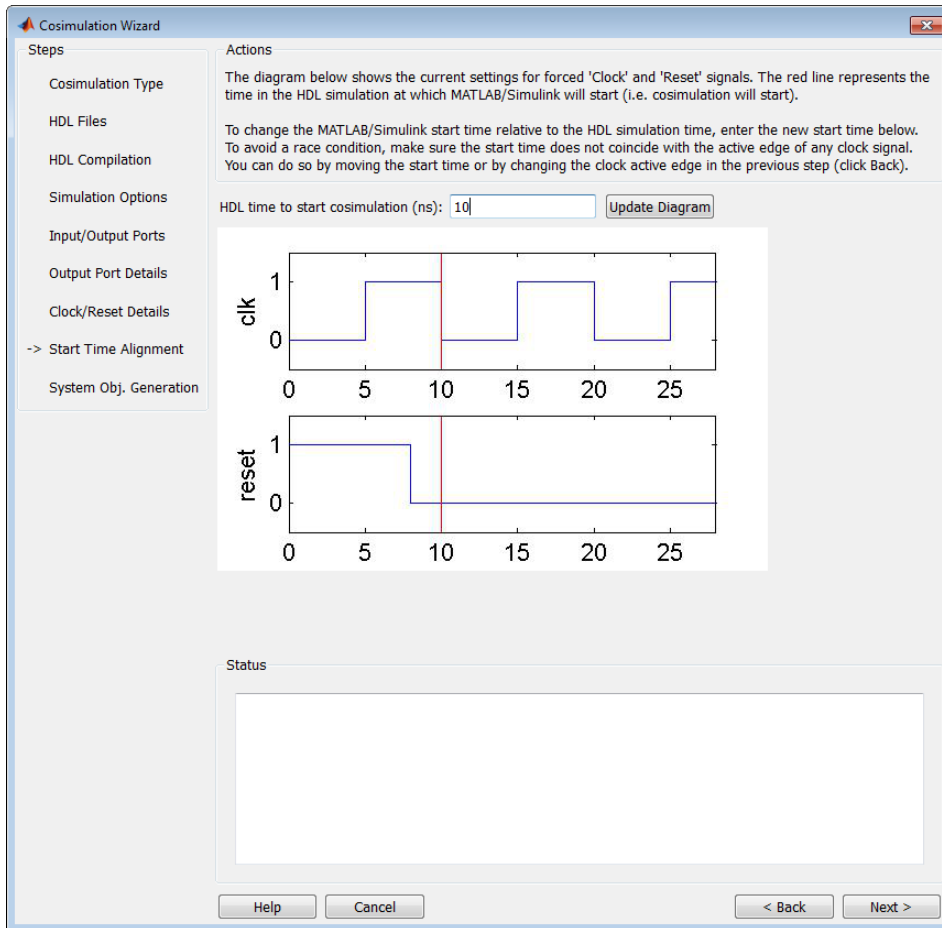 Cosimulation Wizard
Steps
Cosimulation Type
HDL Files
HDL Compilation
Simulation Options
Input/Output Ports
Output Port Details
Clock/Reset Details
-> Start Time Alignment
System Obj. Generation
Actions
The diagram below shows the current settings for forced 'Clock' and 'Reset' signals. The red line represents the
time in the HDL simulation at which MATLAB/Simulink will start (i.e. cosimulation will start).
To change the MATLAB/Simulink start time relative to the HDL simulation time, enter the new start time below.
To avoid a race condition, make sure the start time does not coincide with the active edge of any clock signal.
You can do so by moving the start time or by changing the clock active edge in the previous step (click Back).
HDL time to start cosimulation (ns): 10 Update Diagram
clk
1
0
0 5 10 15 20 25
reset
1
0
0 5 10 15 20 25
Status
Help Cancel < Back Next >